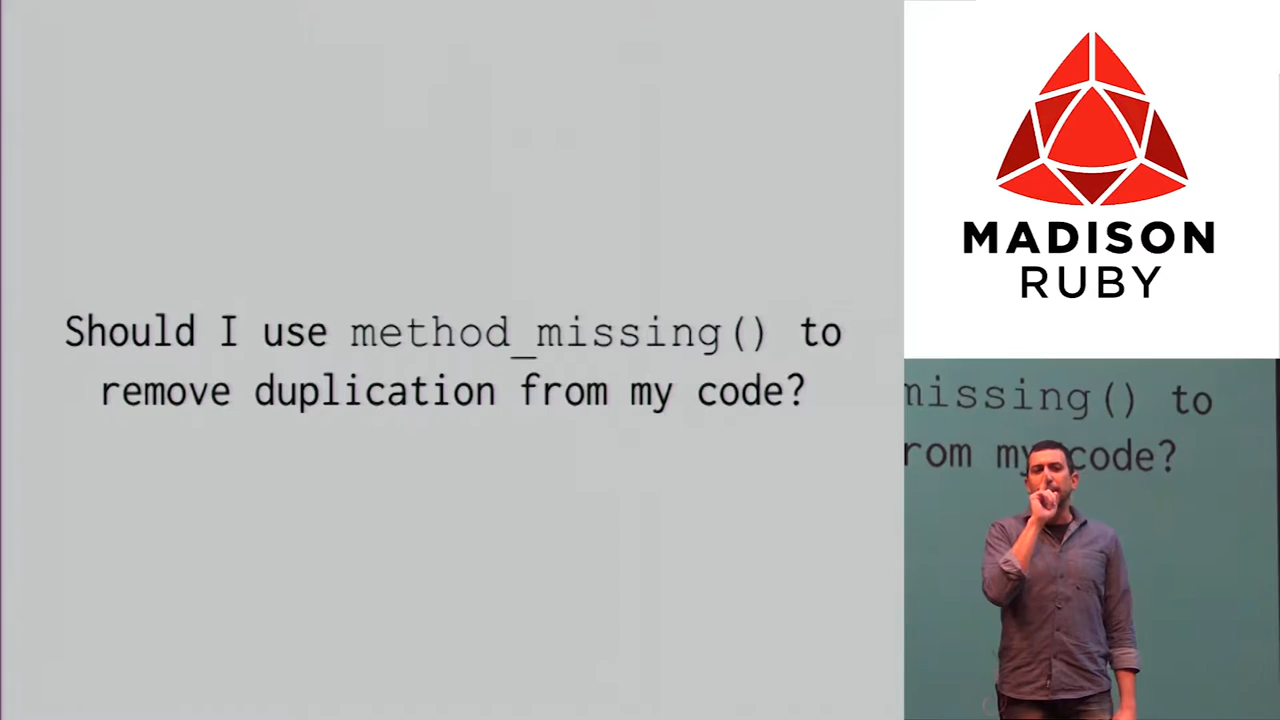 Should I use method_missing() to
remove duplication from my code?
MADISON
RUBY
missing() to
rom my code?